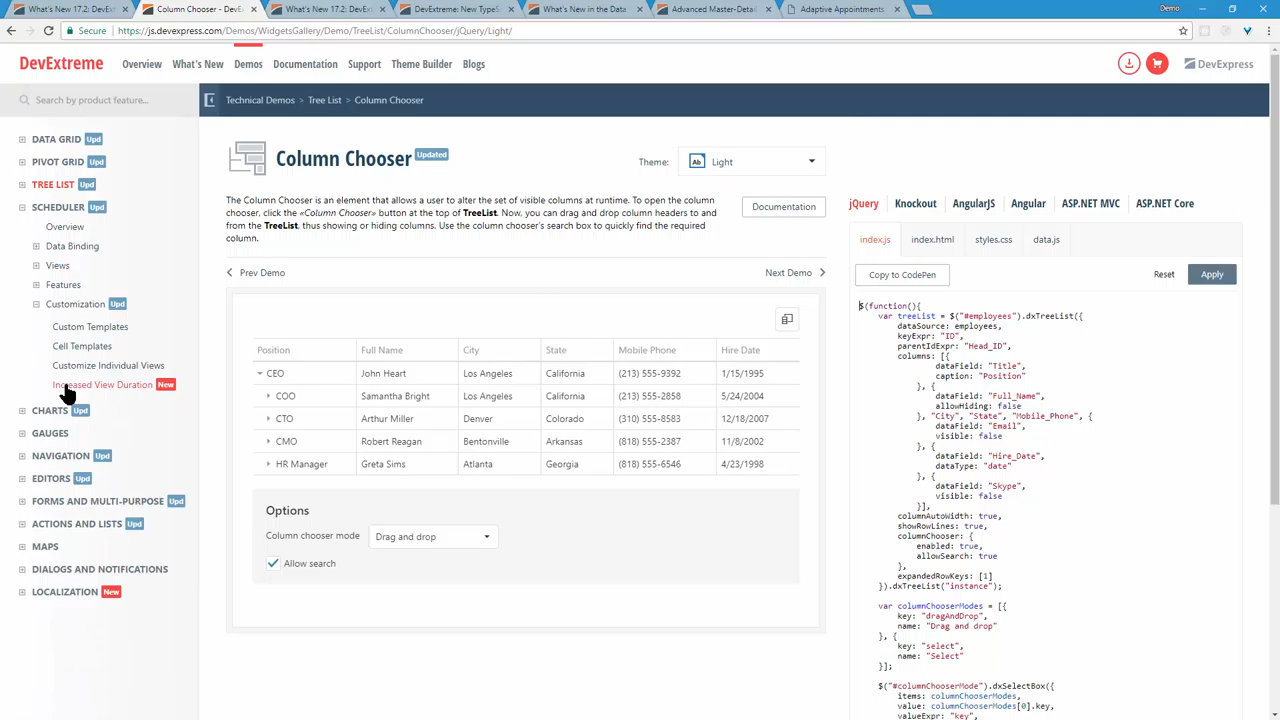 What's New 17.2: DevEx
Column Chooser - DevEx
What's New 17.2: DevEx
DevExtreme: New TypeS
What's New in the Data
Advanced Master-Detail
Adaptive Appointments
Demo
Secure
https://js.devexpress.com/Demos/WidgetsGallery/Demo/TreeList/ColumnChooser/jQuery/Light/
DevExtreme
Overview
What's New
Demos
Documentation
Support
Theme Builder
Blogs
DevExpress
Search by product feature...
Technical Demos > Tree List > Column Chooser
DATA GRID Upd
PIVOT GRID Upd
TREE LIST Upd
SCHEDULER Upd
Overview
Data Binding
Views
Features
Customization Upd
Custom Templates
Cell Templates
Customize Individual Views
Increased View Duration New
CHARTS Upd
GAUGES
NAVIGATION Upd
EDITORS Upd
FORMS AND MULTI-PURPOSE Upd
ACTIONS AND LISTS Upd
MAPS
DIALOGS AND NOTIFICATIONS
LOCALIZATION New
Column Chooser Updated
Theme: Ab Light
The Column Chooser is an element that allows a user to alter the set of visible columns at runtime. To open the column
chooser, click the «Column Chooser» button at the top of TreeList. Now, you can drag and drop column headers to and
from the TreeList, thus showing or hiding columns. Use the column chooser's search box to quickly find the required
column.
Documentation
Prev Demo
Next Demo
Position Full Name City State Mobile Phone Hire Date
CEO John Heart Los Angeles California (213) 555-9392 1/15/1995
COO Samantha Bright Los Angeles California (213) 555-2858 5/24/2004
CTO Arthur Miller Denver Colorado (310) 555-8583 12/18/2007
CMO Robert Reagan Bentonville Arkansas (818) 555-2387 11/8/2002
HR Manager Greta Sims Atlanta Georgia (818) 555-6546 4/23/1998
Options
Column chooser mode Drag and drop
Allow search
jQuery Knockout AngularJS Angular ASP.NET MVC ASP.NET Core
index.js index.html styles.css data.js
Copy to CodePen
Reset
Apply
$(function(){
var treeList = $("#employees").dxTreeList({
dataSource: employees,
keyExpr: "ID",
parentIdExpr: "Head_ID",
columns: [{
dataField: "Title",
caption: "Position"
}, {
dataField: "Full_Name",
allowHiding: false
}, "City", "State", "Mobile_Phone", {
dataField: "Email",
visible: false
}, {
dataField: "Hire_Date",
dataType: "date"
}, {
dataField: "Skype",
visible: false
}],
columnAutoWidth: true,
showRowLines: true,
columnChooser: {
enabled: true,
allowSearch: true
},
expandedRowKeys: [1]
}).dxTreeList("instance");
var columnChooserModes = [{
key: "dragAndDrop",
name: "Drag and drop"
}, {
key: "select",
name: "Select"
}];
$("#columnChooserMode").dxSelectBox({
items: columnChooserModes,
value: columnChooserModes[0].key,
valueExpr: "key",